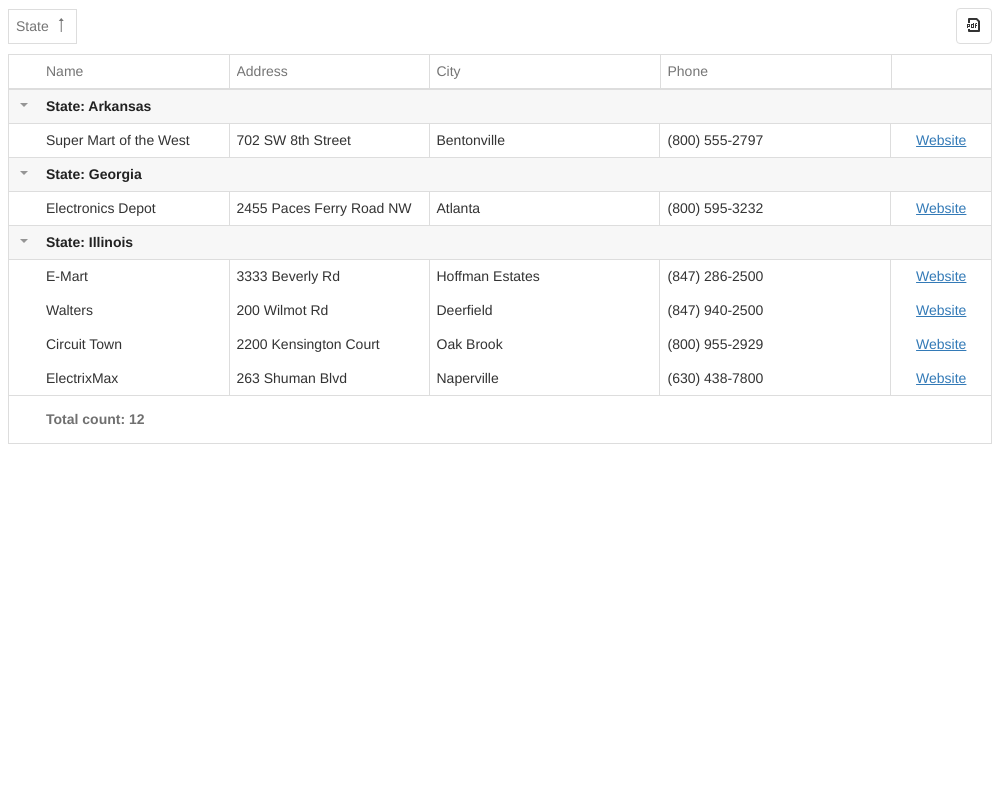 State
pdf
Name Address City Phone
State: Arkansas
Super Mart of the West 702 SW 8th Street Bentonville (800) 555-2797 Website
State: Georgia
Electronics Depot 2455 Paces Ferry Road NW Atlanta (800) 595-3232 Website
State: Illinois
E-Mart 3333 Beverly Rd Hoffman Estates (847) 286-2500 Website
Walters 200 Wilmot Rd Deerfield (847) 940-2500 Website
Circuit Town 2200 Kensington Court Oak Brook (800) 955-2929 Website
ElectrixMax 263 Shuman Blvd Naperville (630) 438-7800 Website
Total count: 12